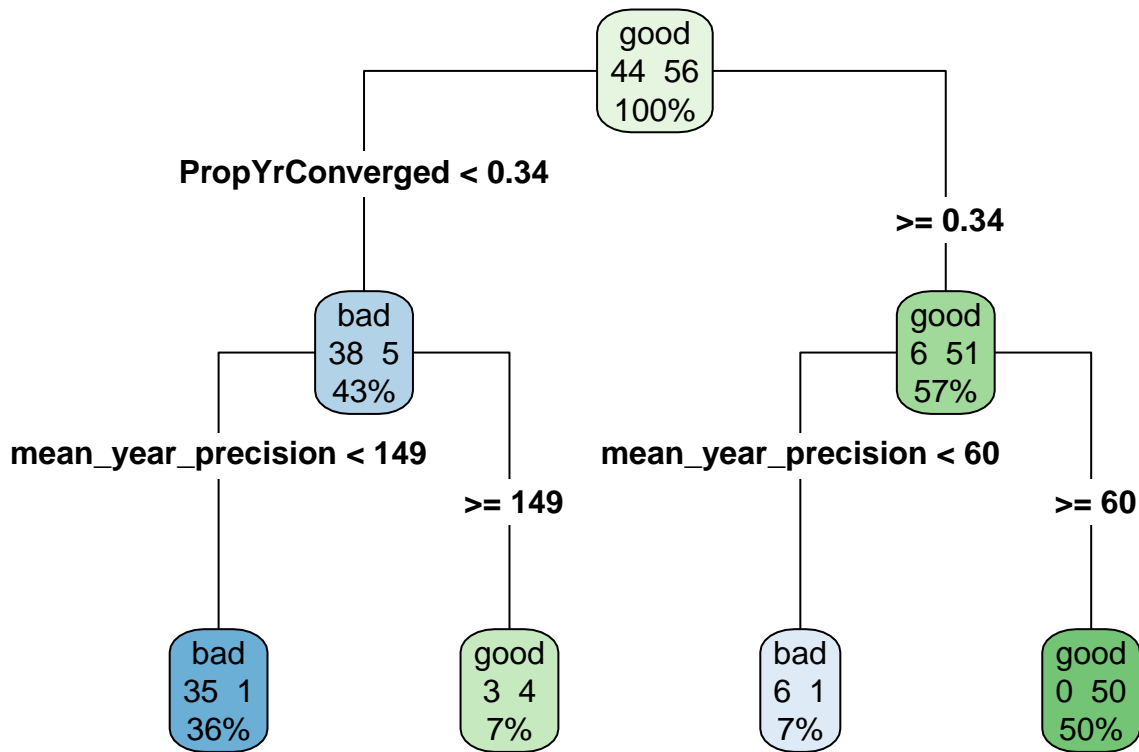 good
44 56
100%
PropYrConverged < 0.34
>= 0.34
bad
38 5
43%
good
6 51
57%
mean_year_precision < 149
>= 149
mean_year_precision < 60
>= 60
bad
35 1
36%
good
3 4
7%
bad
6 1
7%
good
0 50
50%